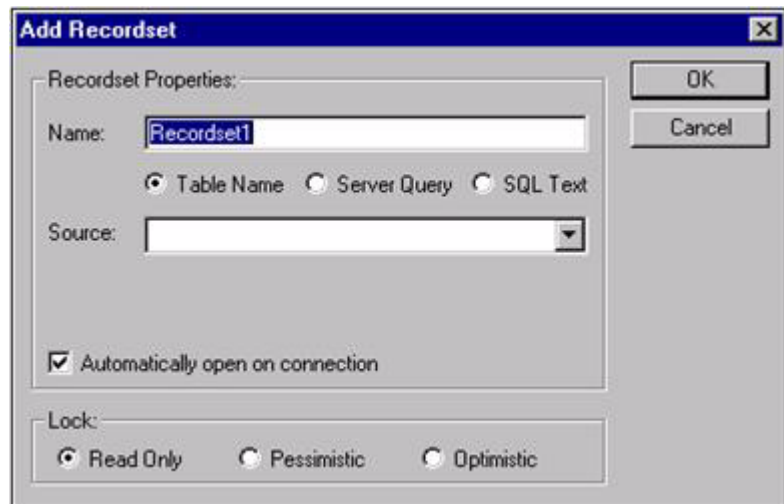 Add Recordset
Recordset Properties:
OK
Name: Recordset1
Cancel
Table Name Server Query SQL Text
Source:
Automatically open on connection
Lock:
Read Only Pessimistic Optimistic